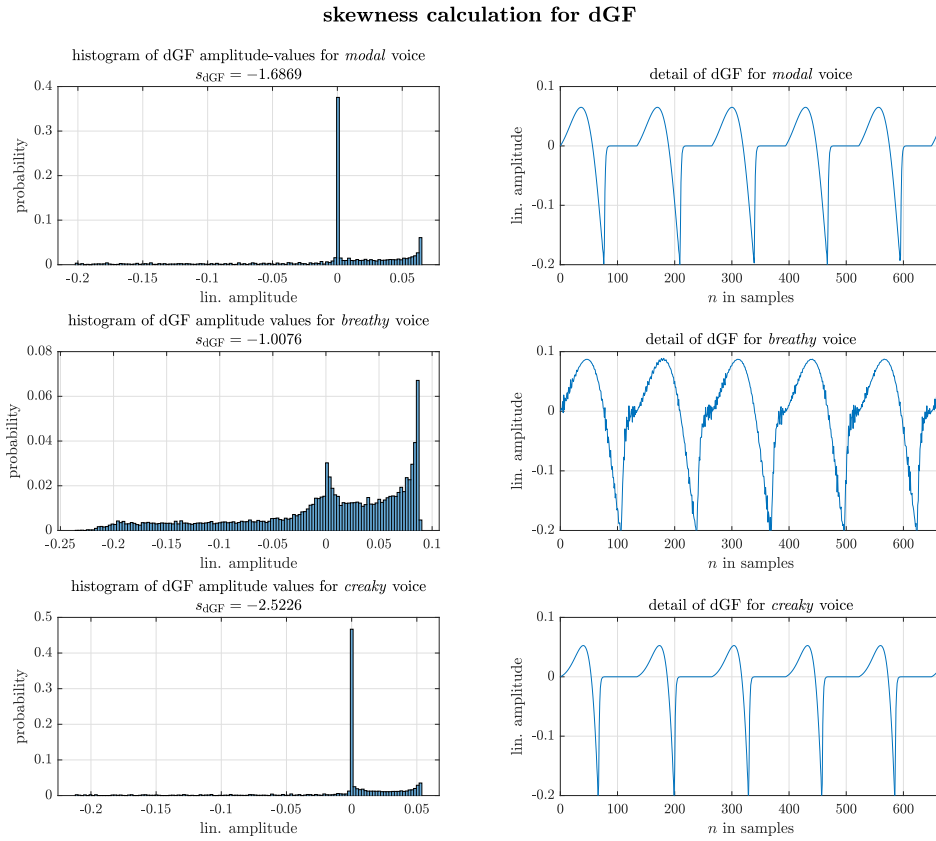 skewness calculation for dGF
histogram of dGF amplitude-values for modal voice
s_dGF = −1.6869
0.4
0.3
0.2
0.1
0
probability
-0.2 -0.15 -0.1 -0.05 0 0.05
lin. amplitude
detail of dGF for modal voice
0.1
0
-0.1
-0.2
lin. amplitude
0 100 200 300 400 500 600
n in samples
histogram of dGF amplitude values for breathy voice
s_dGF = −1.0076
0.08
0.06
0.04
0.02
0
probability
-0.25 -0.2 -0.15 -0.1 -0.05 0 0.05 0.1
lin. amplitude
detail of dGF for breathy voice
0.1
0
-0.1
-0.2
lin. amplitude
0 100 200 300 400 500 600
n in samples
histogram of dGF amplitude values for creaky voice
s_dGF = −2.5226
0.5
0.4
0.3
0.2
0.1
0
probability
-0.2 -0.15 -0.1 -0.05 0 0.05
lin. amplitude
detail of dGF for creaky voice
0.1
0
-0.1
-0.2
lin. amplitude
0 100 200 300 400 500 600
n in samples